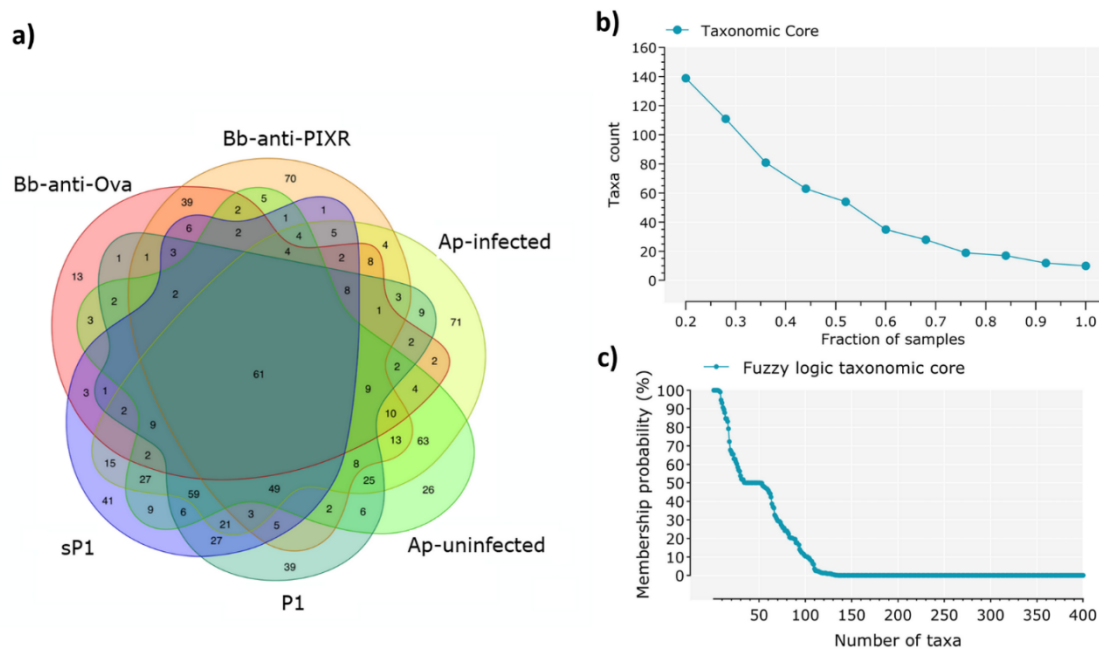 a)
Bb-anti-PIXR
Bb-anti-Ova
Ap-infected
Ap-uninfected
P1
sP1
70
39 5 1 4
6 2 2 1 4 5 8
13 1 1 3 4 2 3
2 2 8 1 9 71
3 2 2
61
3 1 2 9 4
2 9 10
9 13 63
15 2 8
27 49 25 26
41 9 59 2 6
6 21 3 5
27
39
b)
Taxonomic Core
Taxa count
160
140
120
100
80
60
40
20
0
0.2 0.3 0.4 0.5 0.6 0.7 0.8 0.9 1.0
Fraction of samples
c)
Fuzzy logic taxonomic core
Membership probability (%)
100
90
80
70
60
50
40
30
20
10
0
50 100 150 200 250 300 350 400
Number of taxa